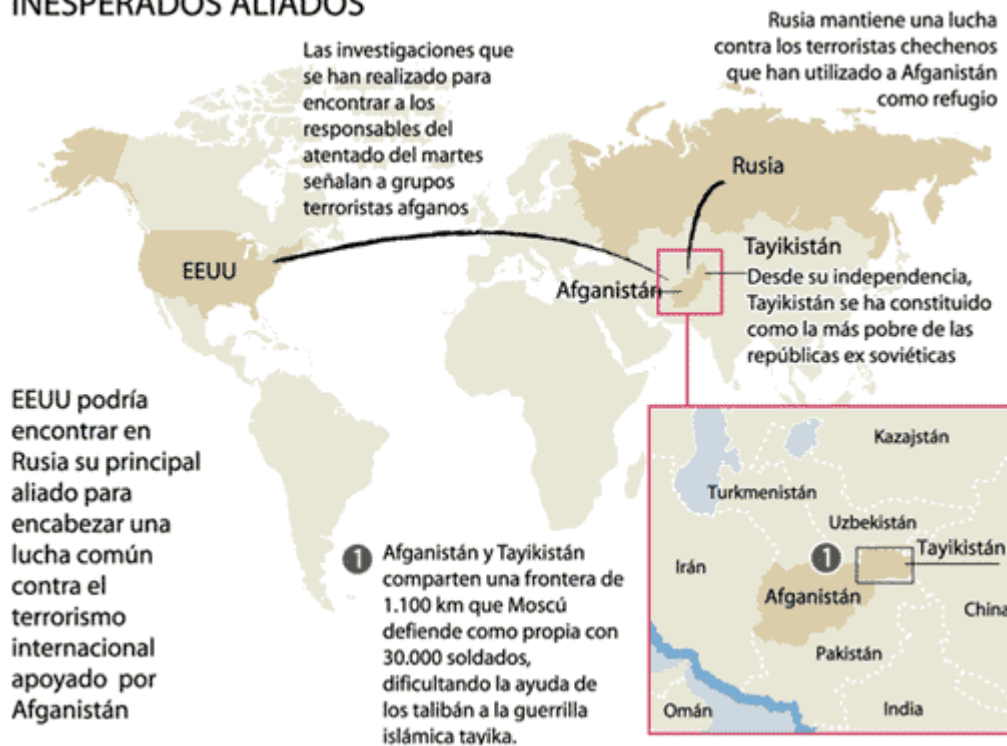 INESPERADOS ALIADOS
Las investigaciones que
se han realizado para
encontrar a los
responsables del
atentado del martes
señalan a grupos
terroristas afganos
Rusia mantiene una lucha
contra los terroristas chechenos
que han utilizado a Afganistán
como refugio
Rusia
EEUU
Afganistán
Tayikistán
Desde su independencia,
Tayikistán se ha constituido
como la más pobre de las
repúblicas ex soviéticas
EEUU podría
encontrar en
Rusia su principal
aliado para
encabezar una
lucha común
contra el
terrorismo
internacional
apoyado por
Afganistán
1 Afganistán y Tayikistán
comparten una frontera de
1.100 km que Moscú
defiende como propia con
30.000 soldados,
dificultando la ayuda de
los talibán a la guerrilla
islámica tayika.
Kazajstán
Turkmenistán
Uzbekistán
1
Tayikistán
Irán
Afganistán
China
Pakistán
Omán
India